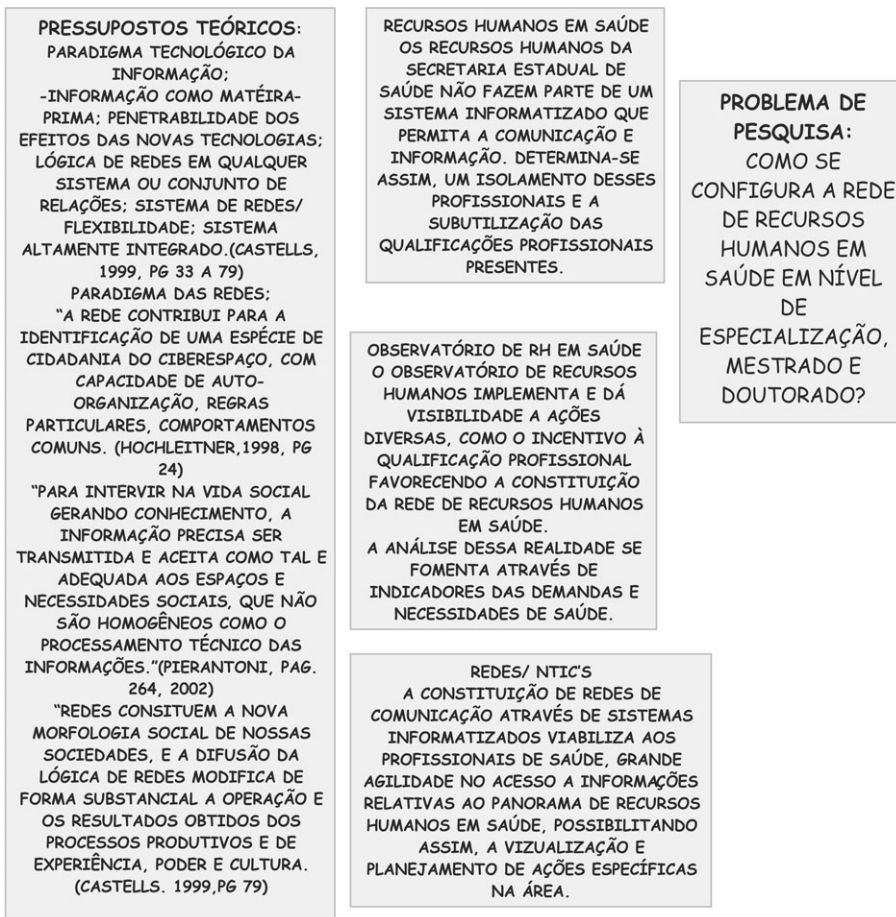 PRESSUPOSTOS TEÓRICOS:
PARADIGMA TECNOLÓGICO DA
INFORMAÇÃO;
-INFORMAÇÃO COMO MATÉIRA-
PRIMA; PENETRABILIDADE DOS
EFEITOS DAS NOVAS TECNOLOGIAS;
LÓGICA DE REDES EM QUALQUER
SISTEMA OU CONJUNTO DE
RELAÇÕES; SISTEMA DE REDES/
FLEXIBILIDADE; SISTEMA
ALTAMENTE INTEGRADO.(CASTELLS,
1999, PG 33 A 79)
PARADIGMA DAS REDES;
“A REDE CONTRIBUI PARA A
IDENTIFICAÇÃO DE UMA ESPÉCIE DE
CIDADANIA DO CIBERESPAÇO, COM
CAPACIDADE DE AUTO-
ORGANIZAÇÃO, REGRAS
PARTICULARES, COMPORTAMENTOS
COMUNS. (HOCHLEITNER,1998, PG
24)
“PARA INTERVIR NA VIDA SOCIAL
GERANDO CONHECIMENTO, A
INFORMAÇÃO PRECISA SER
TRANSMITIDA E ACEITA COMO TAL E
ADEQUADA AOS ESPAÇOS E
NECESSIDADES SOCIAIS, QUE NÃO
SÃO HOMOGÊNEOS COMO O
PROCESSAMENTO TÉCNICO DAS
INFORMAÇÕES.”(PIERANTONI, PAG.
264, 2002)
“REDES CONSITUEM A NOVA
MORFOLOGIA SOCIAL DE NOSSAS
SOCIEDADES, E A DIFUSÃO DA
LÓGICA DE REDES MODIFICA DE
FORMA SUBSTANCIAL A OPERAÇÃO E
OS RESULTADOS OBTIDOS DOS
PROCESSOS PRODUTIVOS E DE
EXPERIÊNCIA, PODER E CULTURA.
(CASTELLS. 1999,PG 79)
RECURSOS HUMANOS EM SAÚDE
OS RECURSOS HUMANOS DA
SECRETARIA ESTADUAL DE
SAÚDE NÃO FAZEM PARTE DE UM
SISTEMA INFORMATIZADO QUE
PERMITA A COMUNICAÇÃO E
INFORMAÇÃO. DETERMINA-SE
ASSIM, UM ISOLAMENTO DESSES
PROFISSIONAIS E A
SUBUTILIZAÇÃO DAS
QUALIFICAÇÕES PROFISSIONAIS
PRESENTES.
OBSERVATÓRIO DE RH EM SAÚDE
O OBSERVATÓRIO DE RECURSOS
HUMANOS IMPLEMENTA E DÁ
VISIBILIDADE A AÇÕES
DIVERSAS, COMO O INCENTIVO À
QUALIFICAÇÃO PROFISSIONAL
FAVORECENDO A CONSTITUIÇÃO
DA REDE DE RECURSOS HUMANOS
EM SAÚDE.
A ANÁLISE DESSA REALIDADE SE
FOMENTA ATRAVÉS DE
INDICADORES DAS DEMANDAS E
NECESSIDADES DE SAÚDE.
REDES/ NTIC'S
A CONSTITUIÇÃO DE REDES DE
COMUNICAÇÃO ATRAVÉS DE SISTEMAS
INFORMATIZADOS VIABILIZA AOS
PROFISSIONAIS DE SAÚDE, GRANDE
AGILIDADE NO ACESSO A INFORMAÇÕES
RELATIVAS AO PANORAMA DE RECURSOS
HUMANOS EM SAÚDE, POSSIBILITANDO
ASSIM, A VIZUALIZAÇÃO E
PLANEJAMENTO DE AÇÕES ESPECÍFICAS
NA ÁREA.
PROBLEMA DE
PESQUISA:
COMO SE
CONFIGURA A REDE
DE RECURSOS
HUMANOS EM
SAÚDE EM NÍVEL
DE
ESPECIALIZAÇÃO,
MESTRADO E
DOUTORADO?